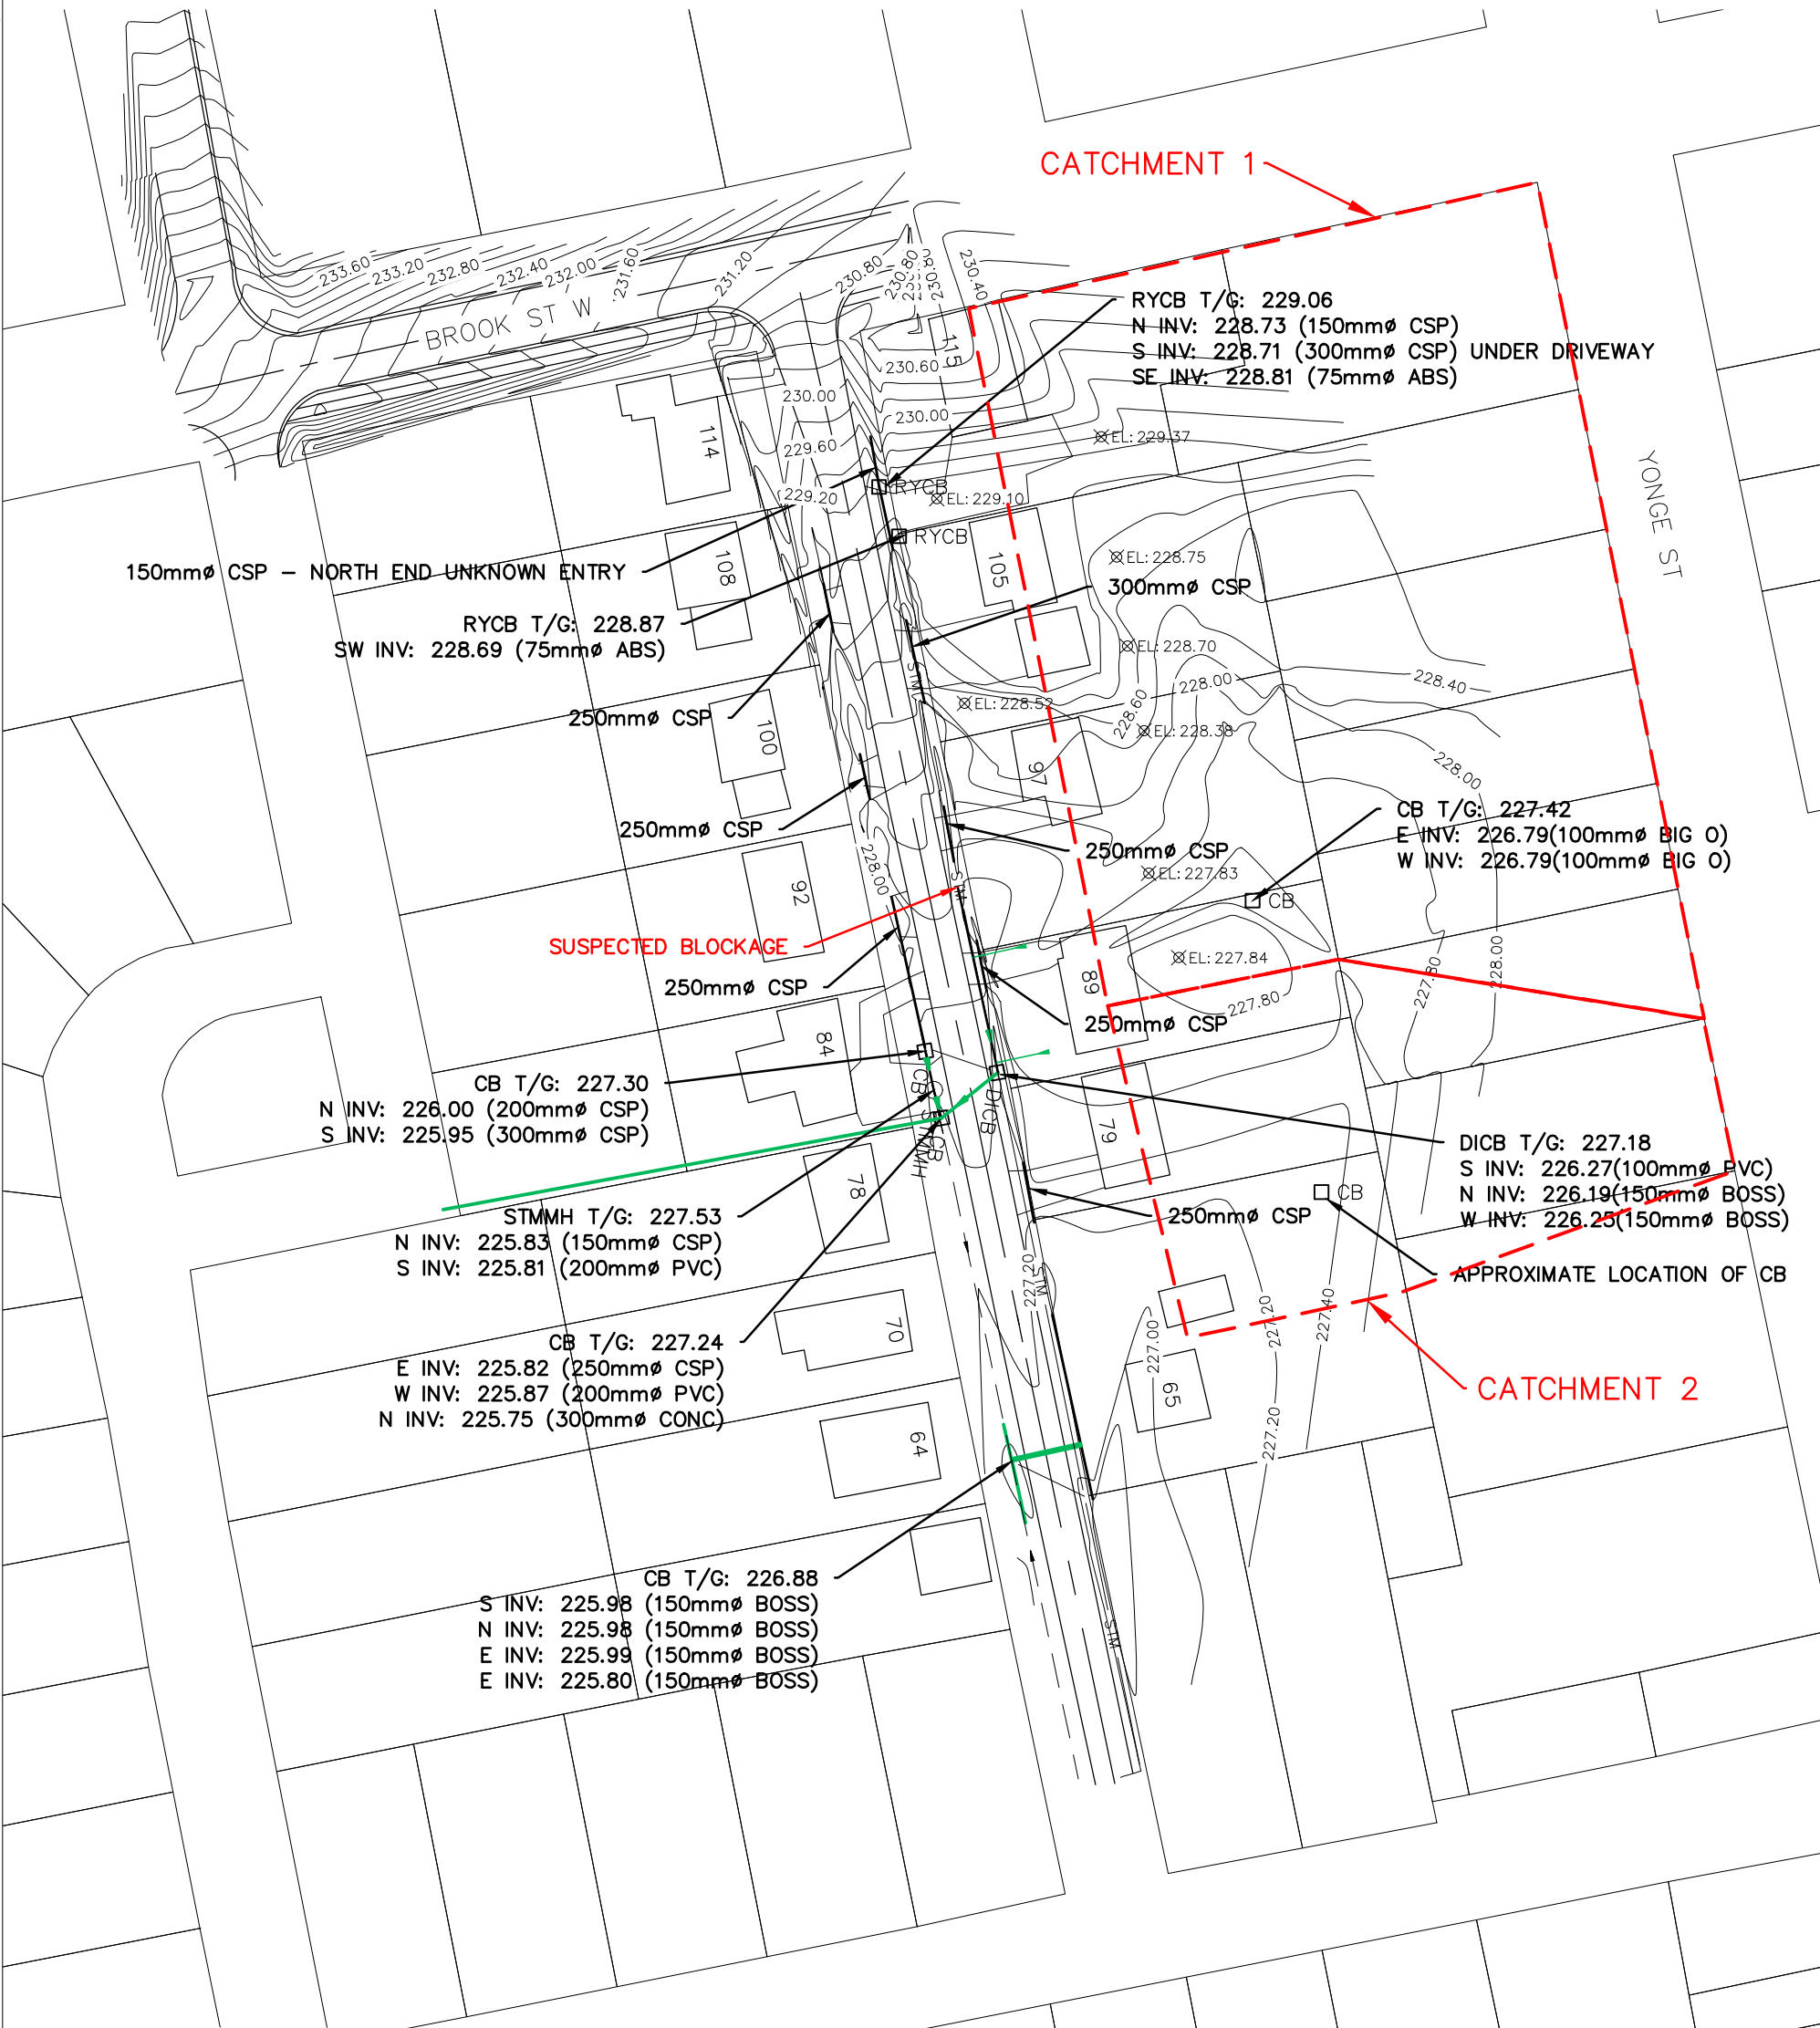 CATCHMENT 1
233.60
233.20
232.80
232.40
232.00
231.60
231.20
230.80
230.80
230.80
230.40
BROOK ST W
RYCB T/G: 229.06
N INV: 228.73 (150mmø CSP)
S INV: 228.71 (300mmø CSP) UNDER DRIVEWAY
SE INV: 228.81 (75mmø ABS)
115
230.60
230.00
230.00
229.60
229.20
114
EL: 229.37
RYCB
EL: 229.10
YONGE ST
RYCB
150mmø CSP – NORTH END UNKNOWN ENTRY
108
105
EL: 228.75
300mmø CSP
RYCB T/G: 228.87
SW INV: 228.69 (75mmø ABS)
EL: 228.70
STM
228.00
228.40
250mmø CSP
EL: 228.52
228.60
EL: 228.38
100
97
228.00
250mmø CSP
CB T/G: 227.42
E INV: 226.79(100mmø BIG O)
W INV: 226.79(100mmø BIG O)
250mmø CSP
228.00
EL: 227.83
STM
92
CB
SUSPECTED BLOCKAGE
EL: 227.84
228.00
250mmø CSP
89
227.80
227.80
250mmø CSP
84
CB T/G: 227.30
N INV: 226.00 (200mmø CSP)
S INV: 225.95 (300mmø CSP)
CB
CB
STMMH
DICB
79
DICB T/G: 227.18
S INV: 226.27(100mmø PVC)
N INV: 226.19(150mmø BOSS)
W INV: 226.25(150mmø BOSS)
78
CB
STMMH T/G: 227.53
N INV: 225.83 (150mmø CSP)
S INV: 225.81 (200mmø PVC)
250mmø CSP
APPROXIMATE LOCATION OF CB
227.20
STM
CB T/G: 227.24
E INV: 225.82 (250mmø CSP)
W INV: 225.87 (200mmø PVC)
N INV: 225.75 (300mmø CONC)
70
227.00
227.20
227.40
CATCHMENT 2
65
64
227.20
CB T/G: 226.88
S INV: 225.98 (150mmø BOSS)
N INV: 225.98 (150mmø BOSS)
E INV: 225.99 (150mmø BOSS)
E INV: 225.80 (150mmø BOSS)
STM